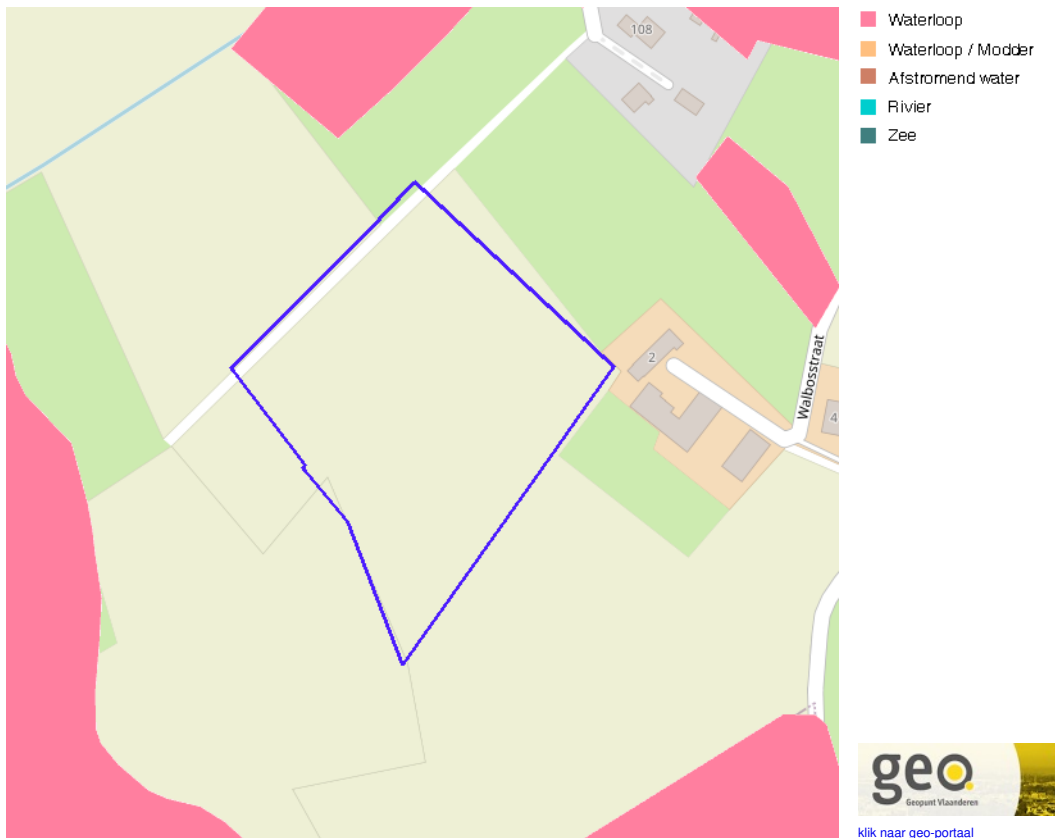 Waterloop
Waterloop / Modder
Afstromend water
Rivier
Zee
108
2
Walbosstraat
4
geo.
Geopunt Vlaanderen
klik naar geo-portaal